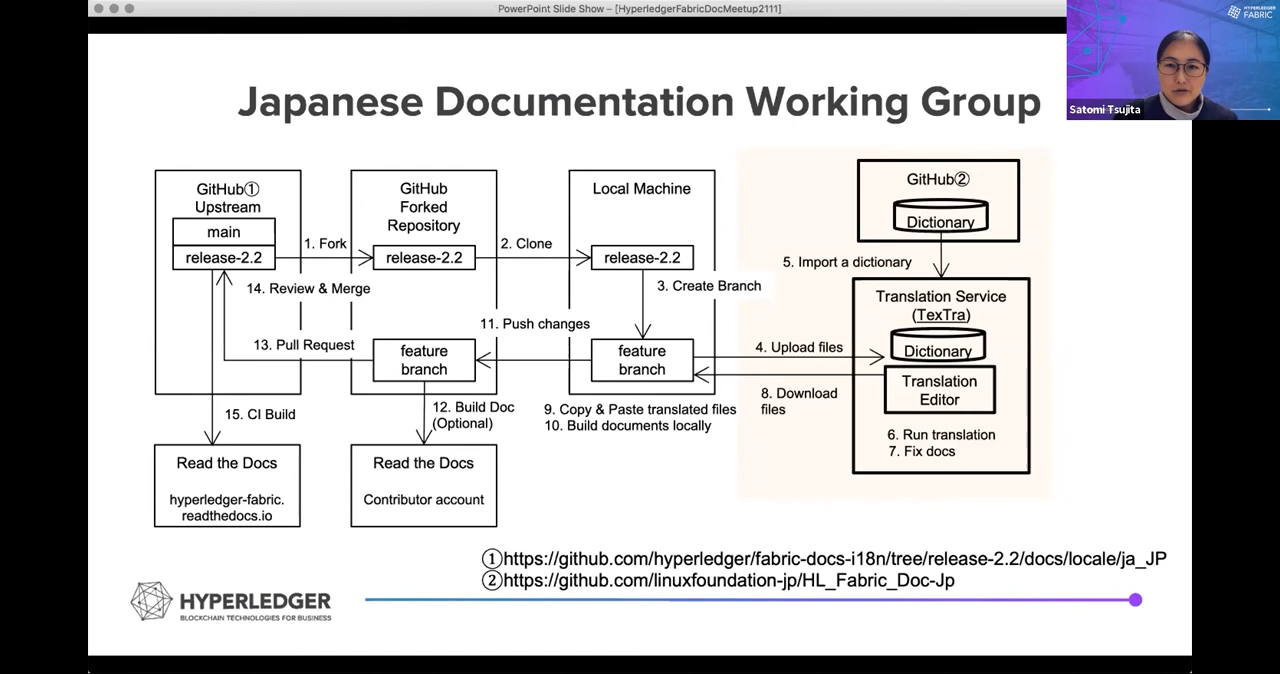 PowerPoint Slide Show – [HyperledgerFabricDocMeetup2111]
HYPERLEDGER
FABRIC
Satomi Tsujita
Japanese Documentation Working Group
GitHub①
Upstream
main
release-2.2
1. Fork
GitHub
Forked
Repository
release-2.2
2. Clone
Local Machine
release-2.2
3. Create Branch
GitHub②
Dictionary
5. Import a dictionary
Translation Service
(TexTra)
Dictionary
Translation
Editor
6. Run translation
7. Fix docs
14. Review & Merge
13. Pull Request
feature
branch
11. Push changes
feature
branch
4. Upload files
8. Download
files
9. Copy & Paste translated files
10. Build documents locally
15. CI Build
12. Build Doc
(Optional)
Read the Docs
hyperledger-fabric.
readthedocs.io
Read the Docs
Contributor account
①https://github.com/hyperledger/fabric-docs-i18n/tree/release-2.2/docs/locale/ja_JP
②https://github.com/linuxfoundation-jp/HL_Fabric_Doc-Jp
HYPERLEDGER
BLOCKCHAIN TECHNOLOGIES FOR BUSINESS